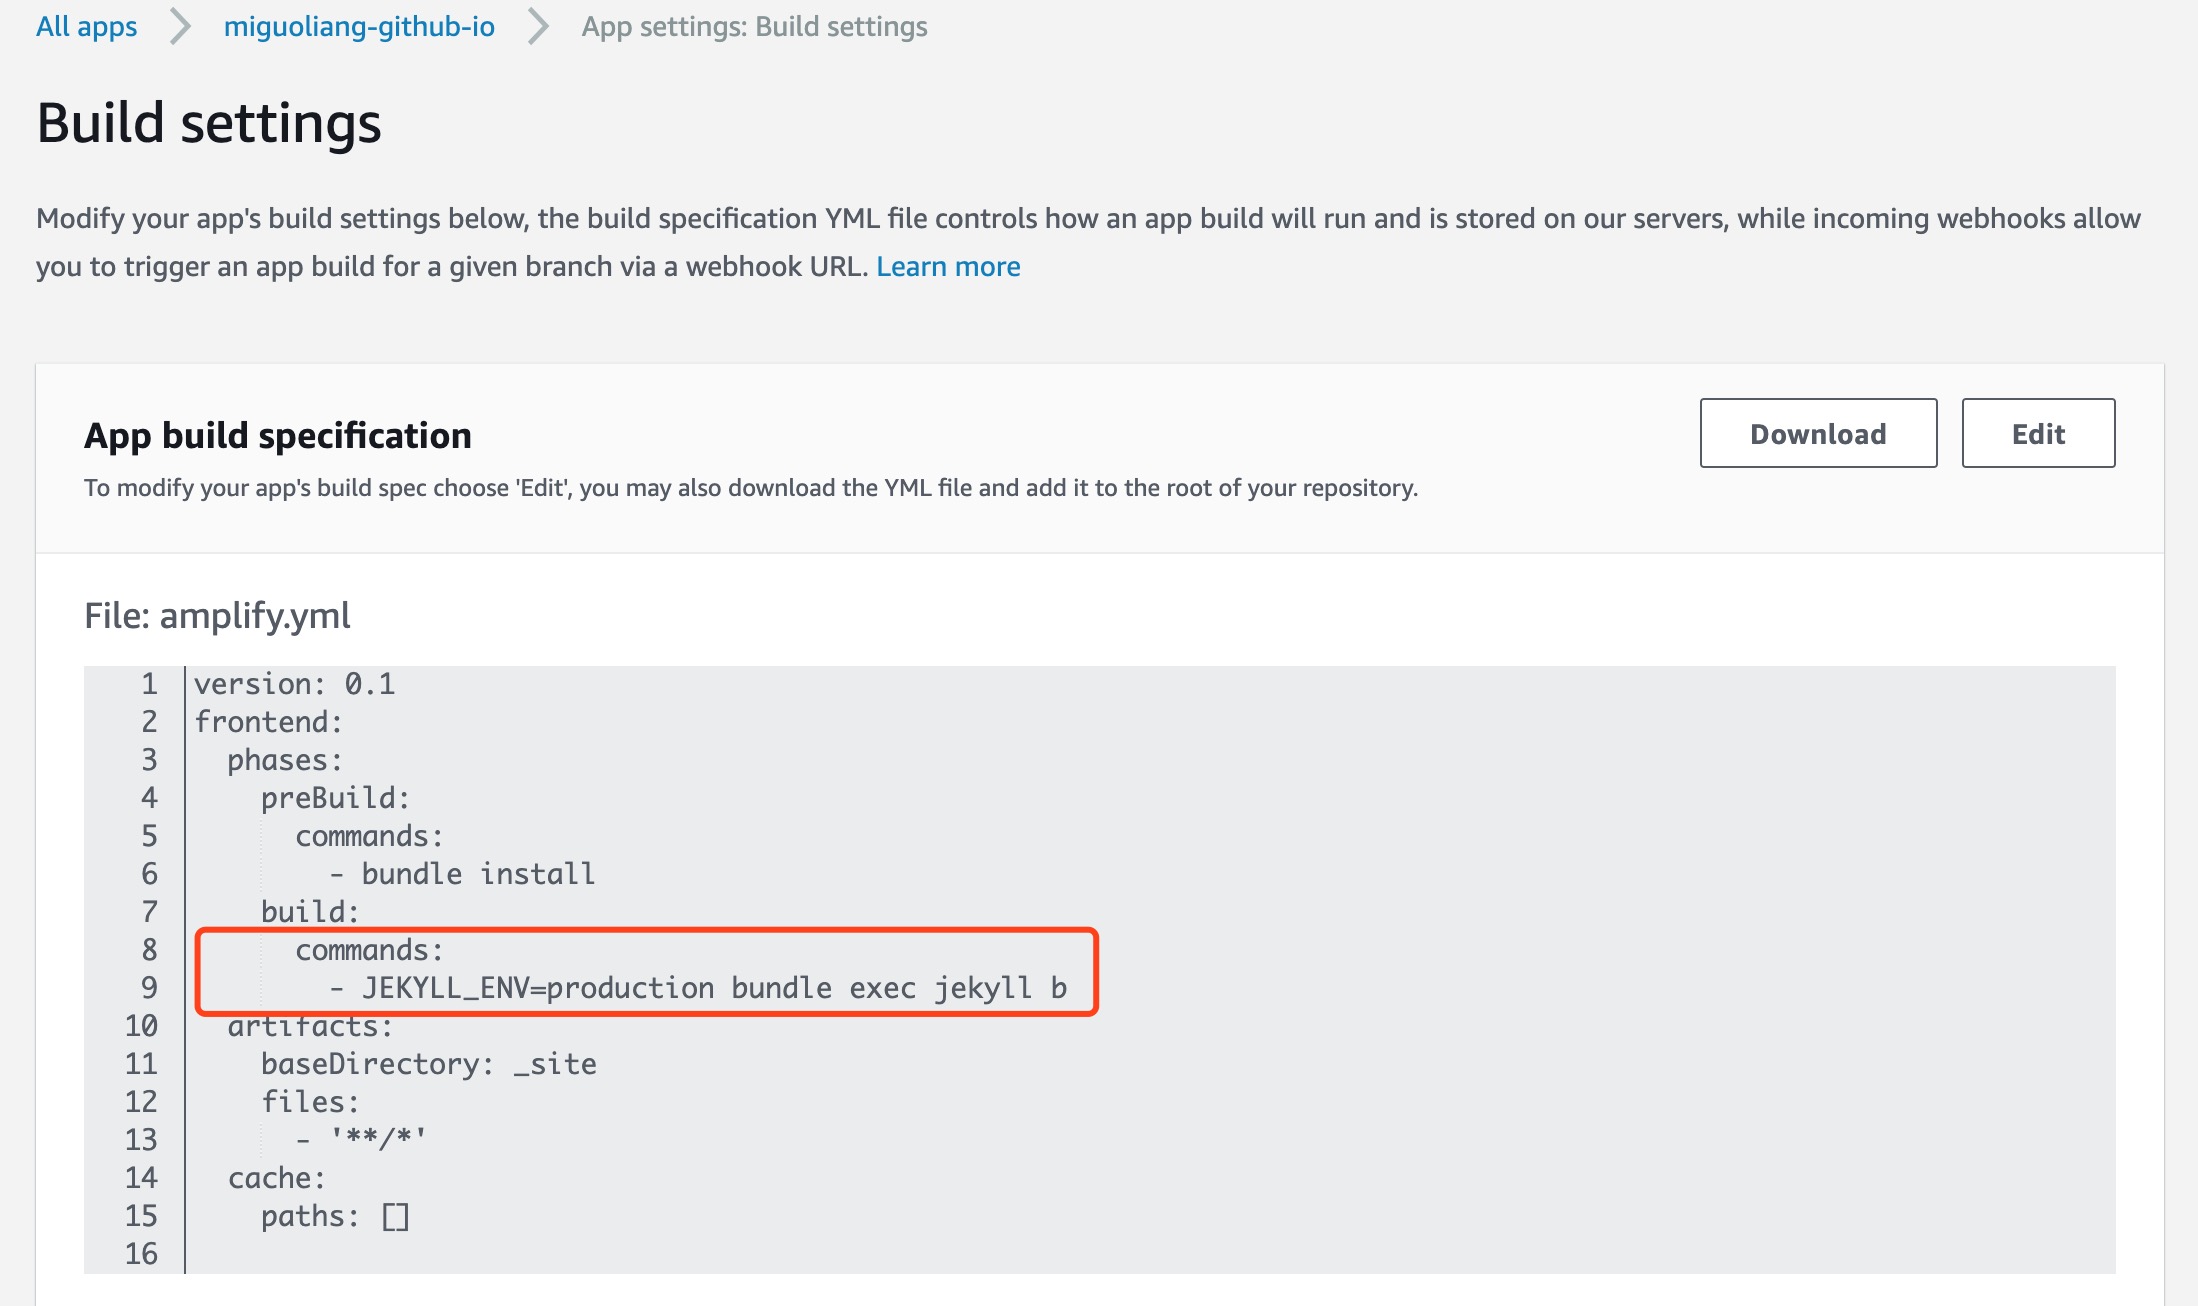 All apps > miguoliang-github-io > App settings: Build settings
Build settings
Modify your app's build settings below, the build specification YML file controls how an app build will run and is stored on our servers, while incoming webhooks allow
you to trigger an app build for a given branch via a webhook URL. Learn more
App build specification
Download
Edit
To modify your app's build spec choose 'Edit', you may also download the YML file and add it to the root of your repository.
File: amplify.yml
1 version: 0.1
2 frontend:
3   phases:
4     preBuild:
5       commands:
6         - bundle install
7     build:
8       commands:
9         - JEKYLL_ENV=production bundle exec jekyll b
10   artifacts:
11     baseDirectory: _site
12     files:
13       - '**/*'
14   cache:
15     paths: []
16